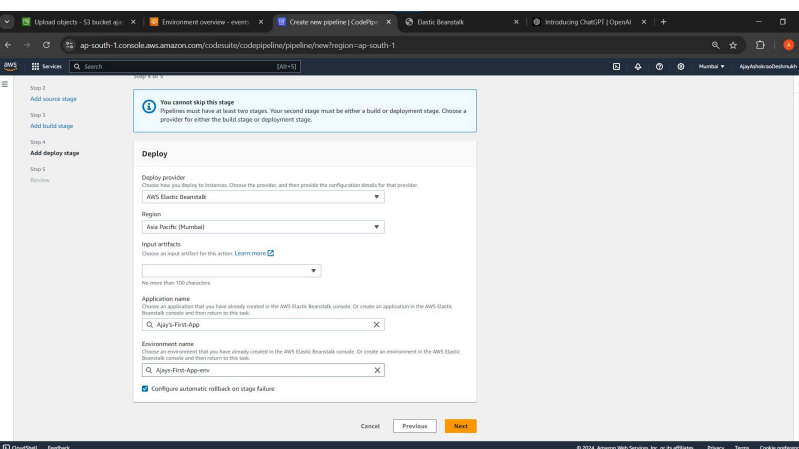 Upload objects - S3 bucket ajay
Environment overview - events
Create new pipeline | CodePipe
Elastic Beanstalk
Introducing ChatGPT | OpenAI
ap-south-1.console.aws.amazon.com/codesuite/codepipeline/pipeline/new?region=ap-south-1
aws
Services
Search
[Alt+S]
Mumbai
AjayAshokraoDeshmukh
Step 4 of 5
Step 2
Add source stage
Step 3
Add build stage
Step 4
Add deploy stage
Step 5
Review
You cannot skip this stage
Pipelines must have at least two stages. Your second stage must be either a build or deployment stage. Choose a
provider for either the build stage or deployment stage.
Deploy
Deploy provider
Choose how you deploy to instances. Choose the provider, and then provide the configuration details for that provider.
AWS Elastic Beanstalk
Region
Asia Pacific (Mumbai)
Input artifacts
Choose an input artifact for this action. Learn more
No more than 100 characters
Application name
Choose an application that you have already created in the AWS Elastic Beanstalk console. Or create an application in the AWS Elastic
Beanstalk console and then return to this task.
Ajay's-First-App
Environment name
Choose an environment that you have already created in the AWS Elastic Beanstalk console. Or create an environment in the AWS Elastic
Beanstalk console and then return to this task.
Ajays-First-App-env
Configure automatic rollback on stage failure
Cancel
Previous
Next
CloudShell
Feedback
© 2024, Amazon Web Services, Inc. or its affiliates.
Privacy
Terms
Cookie preferenc